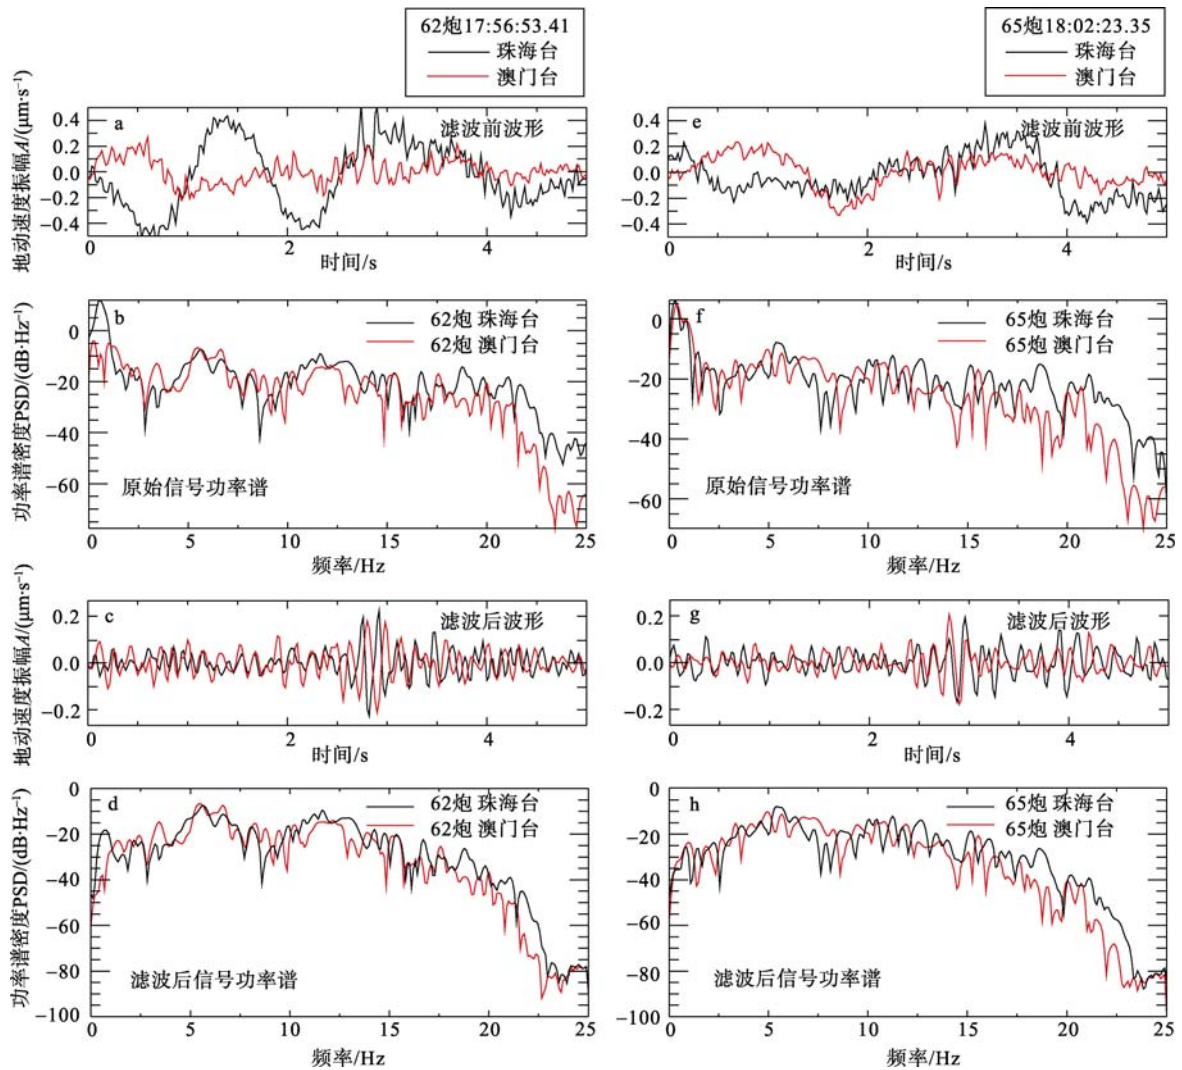 62炮17:56:53.41
珠海台
澳门台
65炮18:02:23.35
珠海台
澳门台
地动速度振幅A/(μm·s⁻¹)
0.4
0.2
0.0
−0.2
−0.4
a
滤波前波形
0
2
4
时间/s
0.4
0.2
0.0
−0.2
−0.4
e
滤波前波形
0
2
4
时间/s
功率谱密度PSD/(dB·Hz⁻¹)
0
−20
−40
−60
b
62炮 珠海台
62炮 澳门台
原始信号功率谱
0
5
10
15
20
25
频率/Hz
0
−20
−40
−60
f
65炮 珠海台
65炮 澳门台
原始信号功率谱
0
5
10
15
20
25
频率/Hz
地动速度振幅A/(μm·s⁻¹)
0.2
0.0
−0.2
c
滤波后波形
0
2
4
时间/s
0.2
0.0
−0.2
g
滤波后波形
0
2
4
时间/s
功率谱密度PSD/(dB·Hz⁻¹)
0
−20
−40
−60
−80
−100
d
62炮 珠海台
62炮 澳门台
滤波后信号功率谱
0
5
10
15
20
25
频率/Hz
0
−20
−40
−60
−80
−100
h
65炮 珠海台
65炮 澳门台
滤波后信号功率谱
0
5
10
15
20
25
频率/Hz